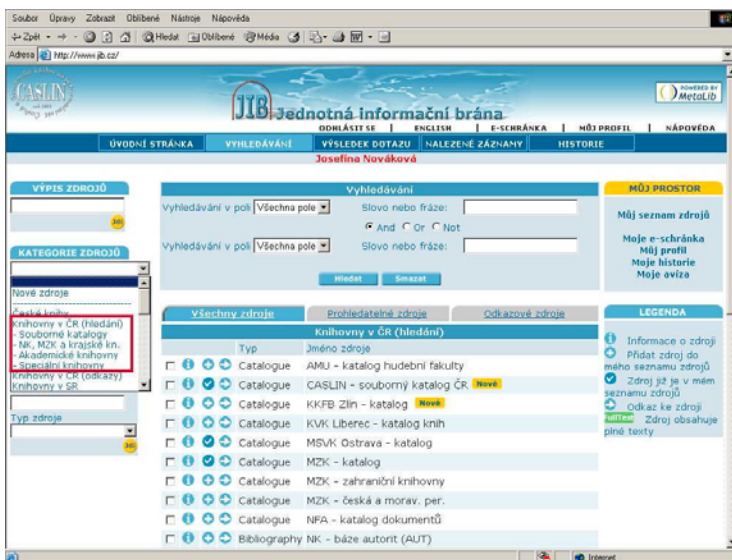 Soubor Úpravy Zobrazit Oblíbené Nástroje Nápověda
Zpět Hledat Oblíbené Média
Adresa http://www.jib.cz/
CASLIN
JIB Jednotná informační brána
POWERED BY
MetaLib
ODHLÁSIT SE | ENGLISH | E-SCHRÁNKA | MŮJ PROFIL | NÁPOVĚDA
ÚVODNÍ STRÁNKA VYHLEDÁVÁNÍ VÝSLEDEK DOTAZU NALEZENÉ ZÁZNAMY HISTORIE
Josefína Nováková
VÝPIS ZDROJŮ
Jdi
KATEGORIE ZDROJŮ
Nové zdroje
České knihy
Knihovny v ČR (hledání)
- Souborné katalogy
- NK, MZK a krajské kn.
- Akademické knihovny
- Speciální knihovny
Knihovny v ČR (odkazy)
Knihovny v SR
Typ zdroje
Jdi
Vyhledávání
Vyhledávání v poli Všechna pole Slovo nebo fráze:
And Or Not
Vyhledávání v poli Všechna pole Slovo nebo fráze:
Hledat Smazat
Všechny zdroje Prohledatelné zdroje Odkazové zdroje
Knihovny v ČR (hledání)
Typ Jméno zdroje
Catalogue AMU - katalog hudební fakulty
Catalogue CASLIN - souborný katalog ČR Nové
Catalogue KKFB Zlín - katalog Nové
Catalogue KVK Liberec - katalog knih
Catalogue MSVK Ostrava - katalog
Catalogue MZK - katalog
Catalogue MZK - zahraniční knihovny
Catalogue MZK - česká a morav. per.
Catalogue NFA - katalog dokumentů
Bibliography NK - báze autorit (AUT)
MŮJ PROSTOR
Můj seznam zdrojů
Moje e-schránka
Můj profil
Moje historie
Moje avíza
LEGENDA
Informace o zdroji
Přidat zdroj do
mého seznamu zdrojů
Zdroj již je v mém
seznamu zdrojů
Odkaz ke zdroji
FullText Zdroj obsahuje
plné texty
Internet